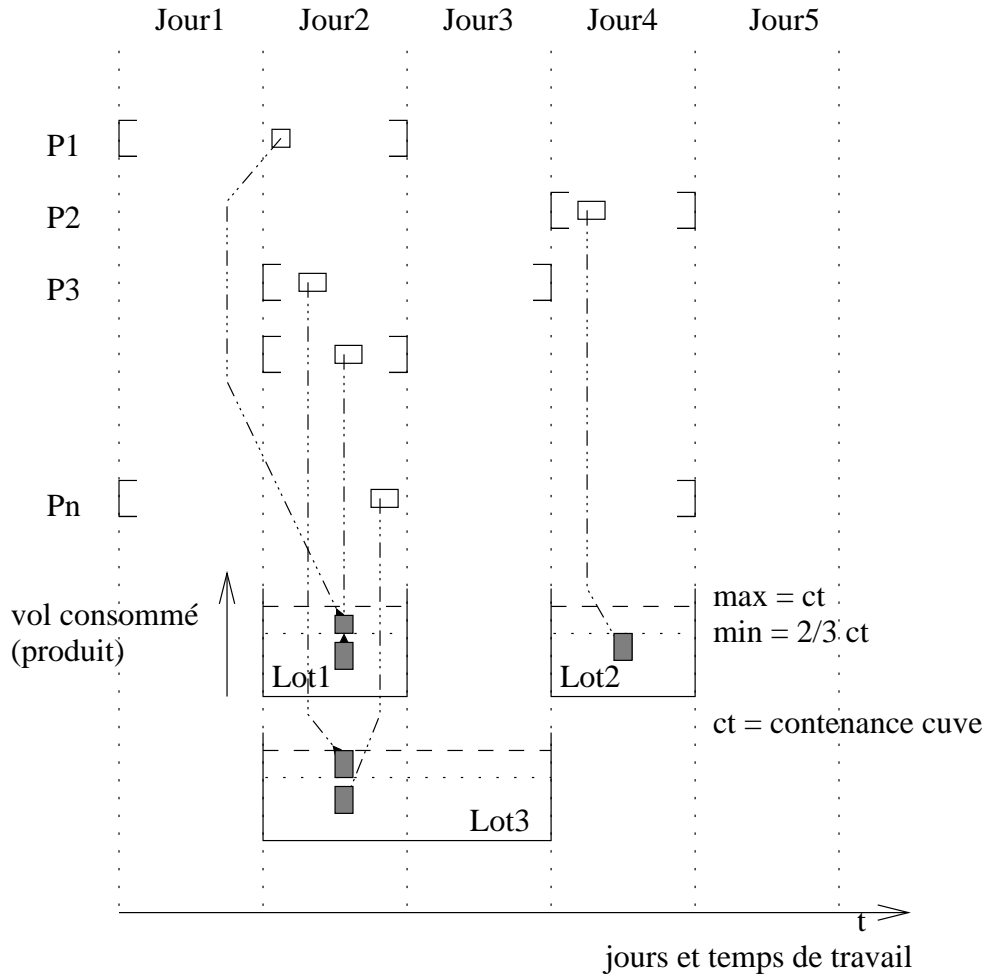 Jour1 Jour2 Jour3 Jour4 Jour5
P1
P2
P3
Pn
vol consommé
(produit)
max = ct
min = 2/3 ct
Lot1
Lot2
ct = contenance cuve
Lot3
t
jours et temps de travail